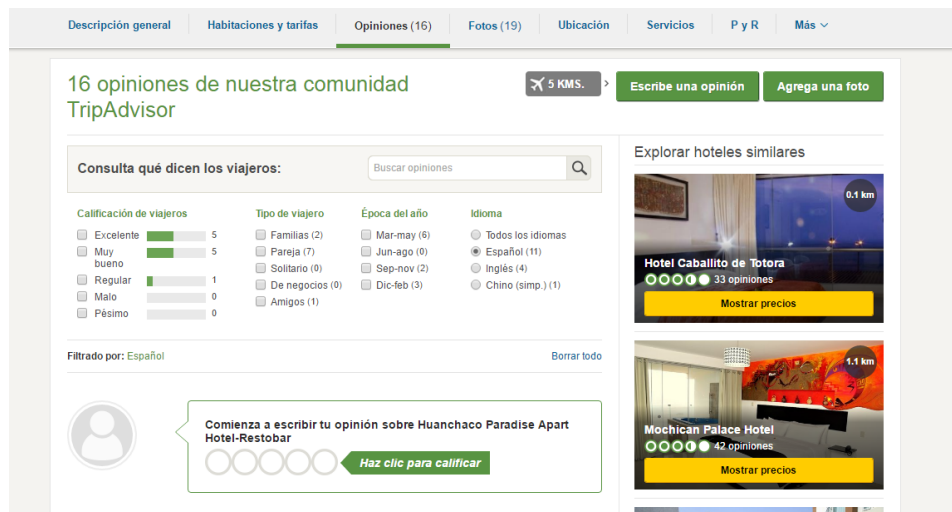 Descripción general
Habitaciones y tarifas
Opiniones (16)
Fotos (19)
Ubicación
Servicios
P y R
Más
16 opiniones de nuestra comunidad
TripAdvisor
5 KMS.
Escribe una opinión
Agrega una foto
Consulta qué dicen los viajeros:
Buscar opiniones
Calificación de viajeros
Excelente 5
Muy
bueno 5
Regular 1
Malo 0
Pésimo 0
Tipo de viajero
Familias (2)
Pareja (7)
Solitario (0)
De negocios (0)
Amigos (1)
Época del año
Mar-may (6)
Jun-ago (0)
Sep-nov (2)
Dic-feb (3)
Idioma
Todos los idiomas
Español (11)
Inglés (4)
Chino (simp.) (1)
Filtrado por: Español
Borrar todo
Comienza a escribir tu opinión sobre Huanchaco Paradise Apart
Hotel-Restobar
Haz clic para calificar
Explorar hoteles similares
0.1 km
Hotel Caballito de Totora
33 opiniones
Mostrar precios
1.1 km
Mochican Palace Hotel
42 opiniones
Mostrar precios